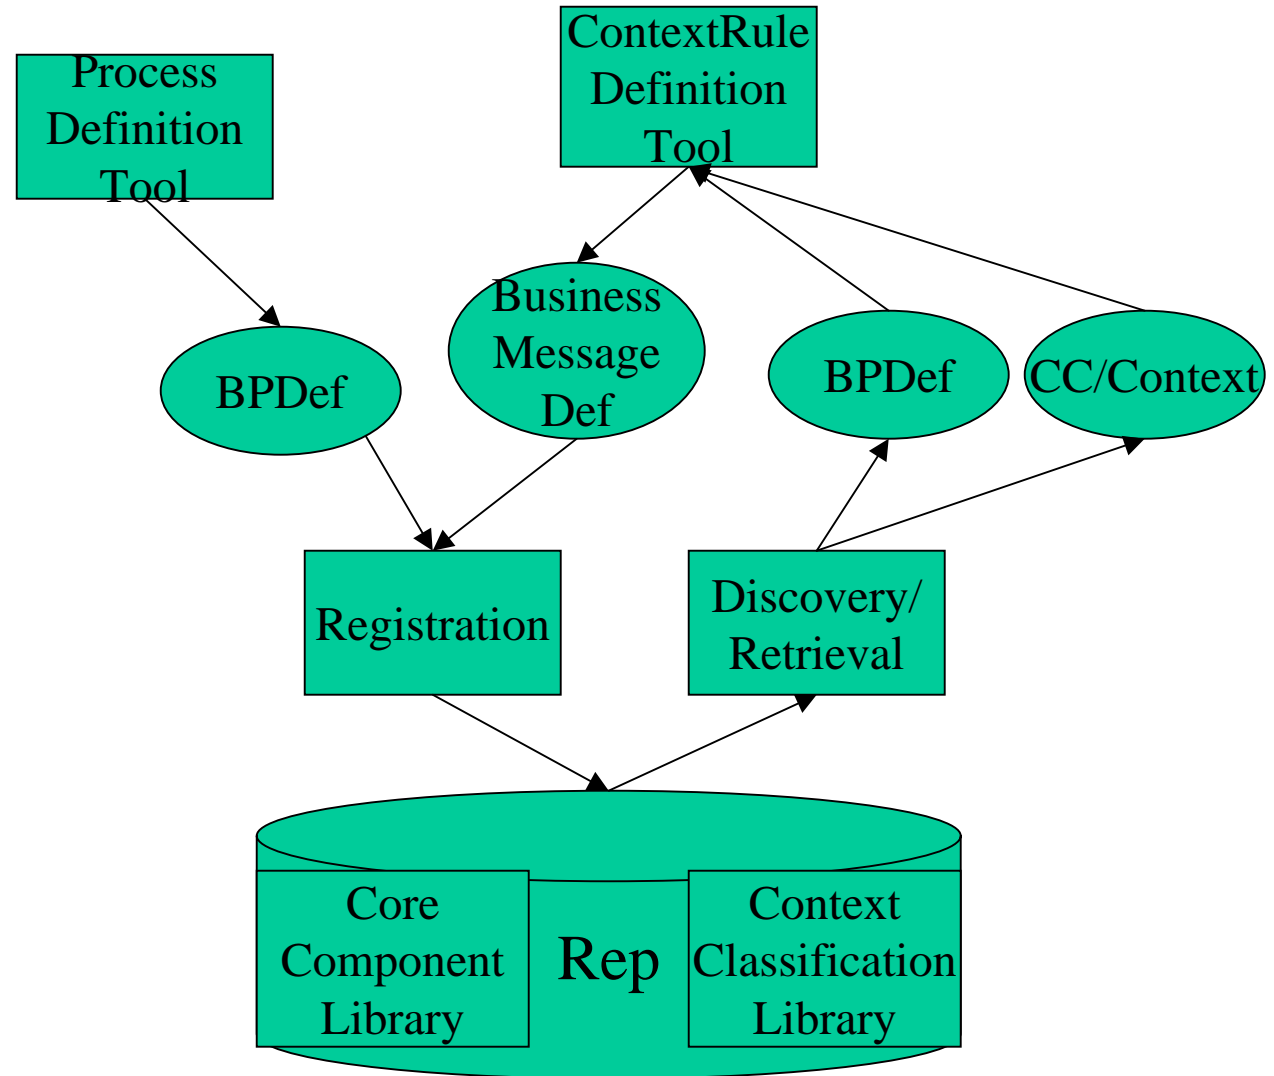 Process
Definition
Tool
ContextRule
Definition
Tool
BPDef
Business
Message
Def
BPDef
CC/Context
Registration
Discovery/
Retrieval
Core
Component
Library
Rep
Context
Classification
Library